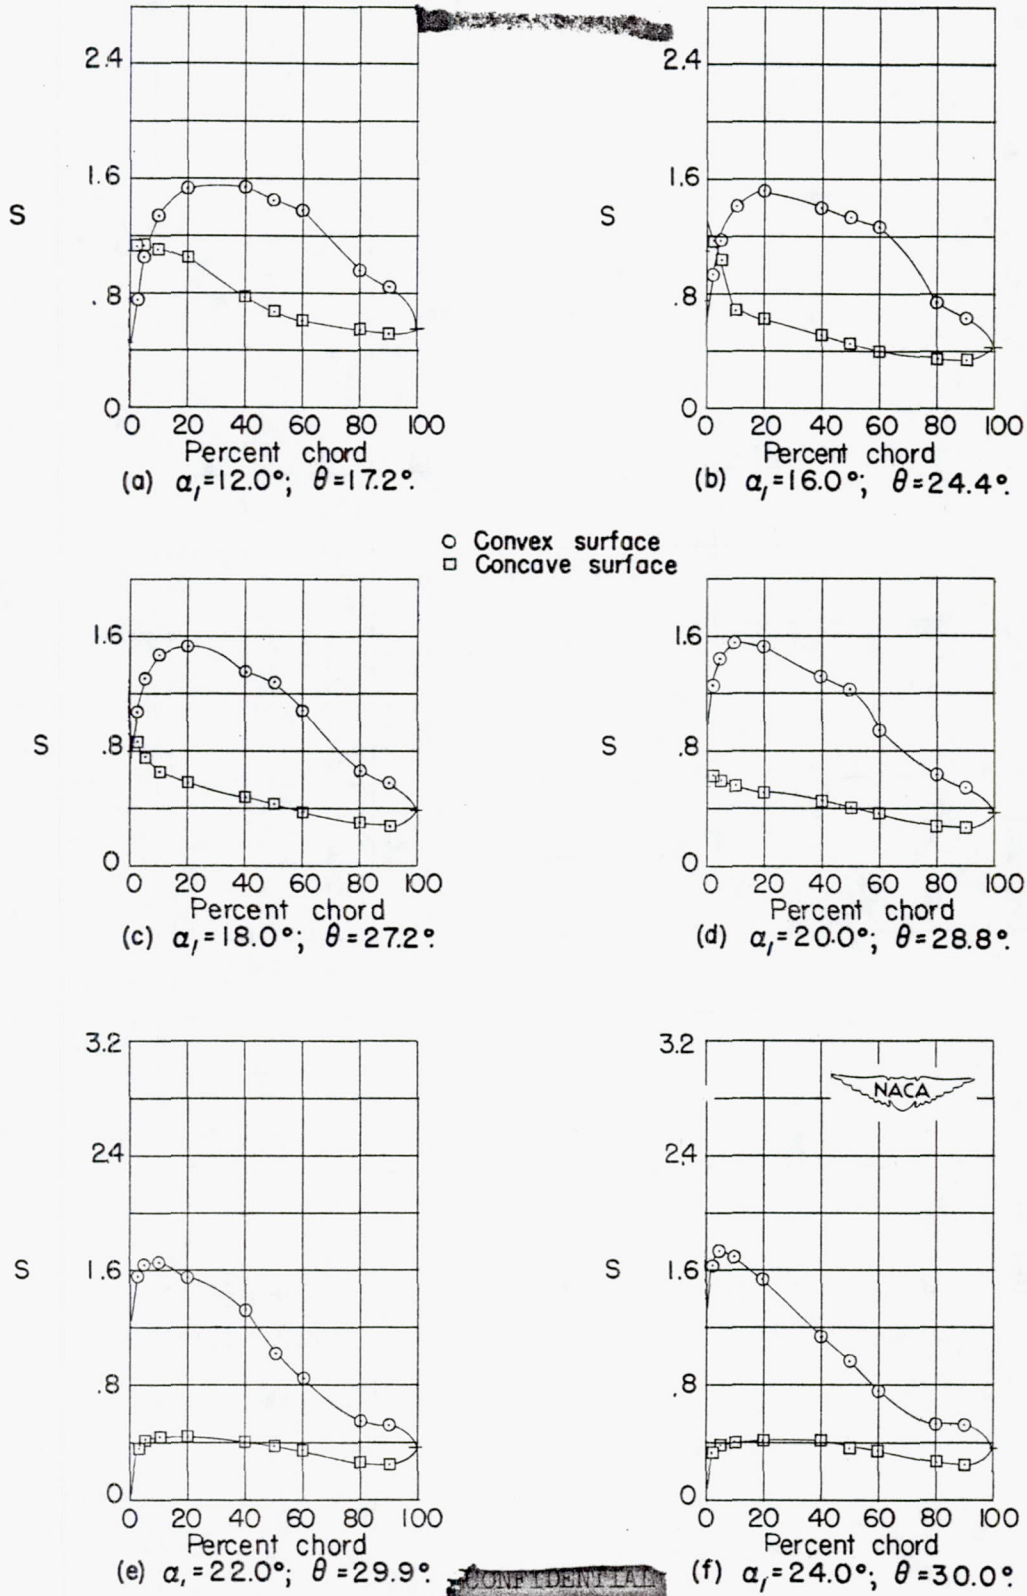 2.4
1.6
S
.8
0
0 20 40 60 80 100
Percent chord
(a) α₁=12.0°; θ=17.2°.
2.4
1.6
S
.8
0
0 20 40 60 80 100
Percent chord
(b) α₁=16.0°; θ=24.4°.
Convex surface
Concave surface
1.6
S
.8
0
0 20 40 60 80 100
Percent chord
(c) α₁=18.0°; θ=27.2°.
1.6
S
.8
0
0 20 40 60 80 100
Percent chord
(d) α₁=20.0°; θ=28.8°.
3.2
2.4
S
1.6
.8
0
0 20 40 60 80 100
Percent chord
(e) α₁=22.0°; θ=29.9°.
3.2
NACA
2.4
S
1.6
.8
0
0 20 40 60 80 100
Percent chord
(f) α₁=24.0°; θ=30.0°.
CONFIDENTIAL